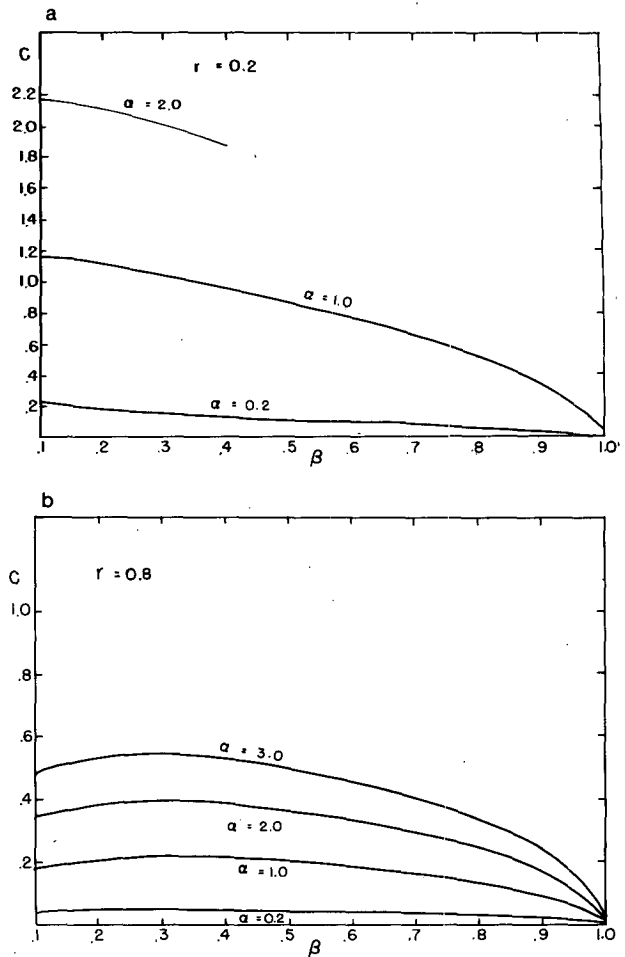 a
C
r = 0.2
α = 2.0
2.2
2.0
1.8
1.6
1.4
1.2
1.0
.8
.6
.4
.2
α = 1.0
α = 0.2
.1 .2 .3 .4 .5 .6 .7 .8 .9 1.0
β
b
C
r = 0.8
1.0
.8
.6
.4
.2
α = 3.0
α = 2.0
α = 1.0
α = 0.2
.1 .2 .3 .4 .5 .6 .7 .8 .9 1.0
β